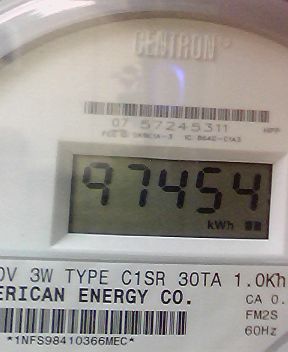 CENTRON
07 57245311
97454
kWh
0V 3W TYPE C1SR 30TA 1.0Kh
ERICAN ENERGY CO.
CA 0.
FM2S
60Hz
*1NFS98410366MEC*